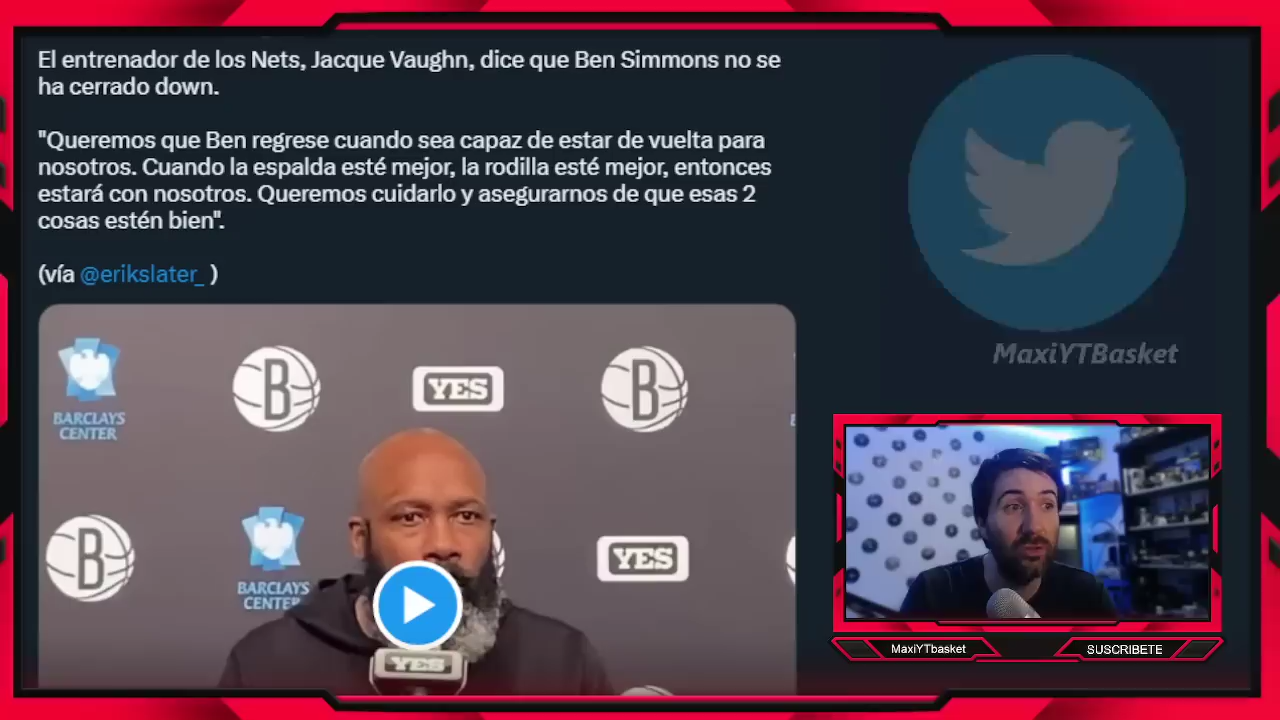 El entrenador de los Nets, Jacque Vaughn, dice que Ben Simmons no se
ha cerrado down.
"Queremos que Ben regrese cuando sea capaz de estar de vuelta para
nosotros. Cuando la espalda esté mejor, la rodilla esté mejor, entonces
estará con nosotros. Queremos cuidarlo y asegurarnos de que esas 2
cosas estén bien".
(vía @erikslater_ )
MaxiYTBasket
BARCLAYS
CENTER
B
YES
B
B
BARCLAYS
CENTER
YES
YES
MaxiYTbasket
SUSCRIBETE